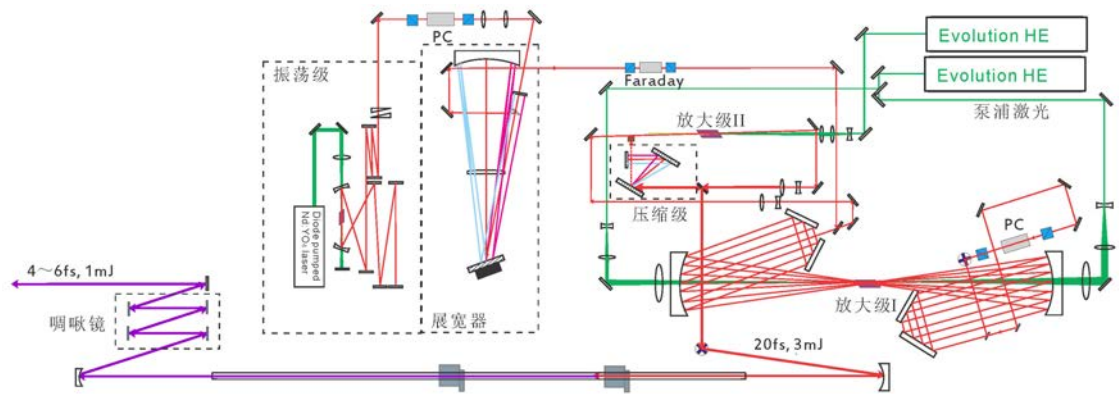 PC
Evolution HE
Evolution HE
振荡级
Faraday
泵浦激光
放大级II
压缩级
PC
Diode pumped
Nd:YO₄ laser
4～6fs, 1mJ
展宽器
放大级I
啁啾镜
20fs, 3mJ